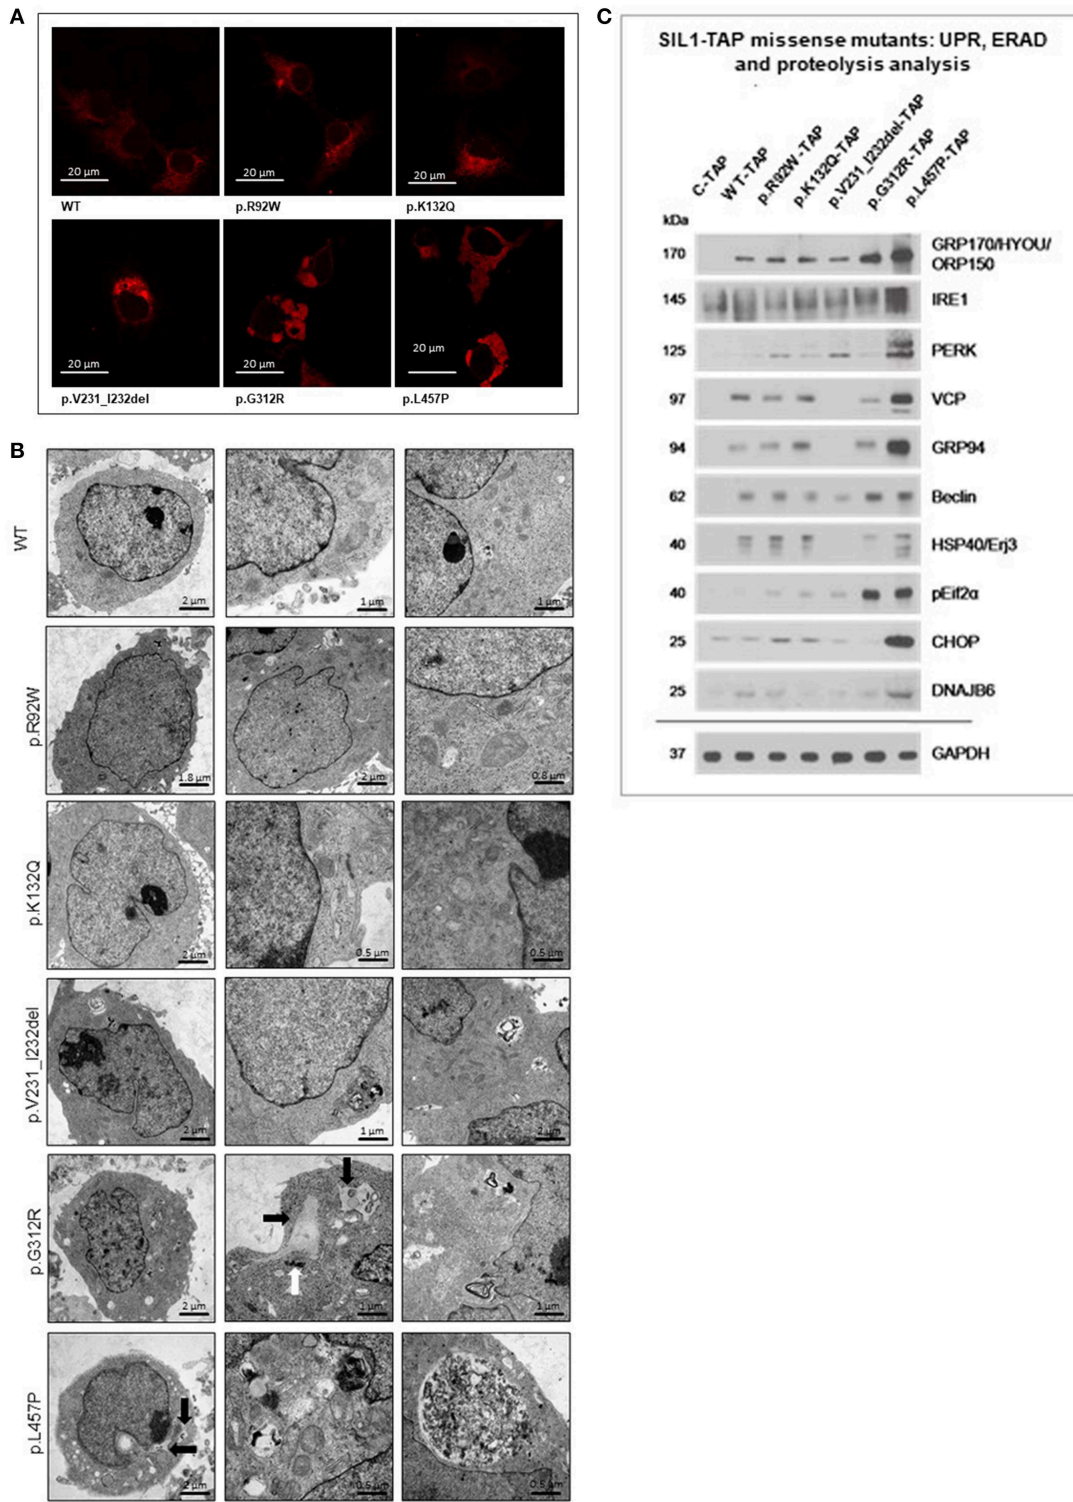 A
20 µm
20 µm
20 µm
WT
p.R92W
p.K132Q
20 µm
20 µm
20 µm
p.V231_I232del
p.G312R
p.L457P
B
WT
2 µm
1 µm
1 µm
p.R92W
1.8 µm
2 µm
0.8 µm
p.K132Q
2 µm
0.5 µm
0.5 µm
p.V231_I232del
2 µm
1 µm
2 µm
p.G312R
2 µm
1 µm
1 µm
p.L457P
2 µm
0.5 µm
0.5 µm
C
SIL1-TAP missense mutants: UPR, ERAD
and proteolysis analysis
C-TAP
WT-TAP
p.R92W-TAP
p.K132Q-TAP
p.V231_I232del-TAP
p.G312R-TAP
p.L457P-TAP
kDa
170
GRP170/HYOU/
ORP150
145
IRE1
125
PERK
97
VCP
94
GRP94
62
Beclin
40
HSP40/Erj3
40
pEif2α
25
CHOP
25
DNAJB6
37
GAPDH